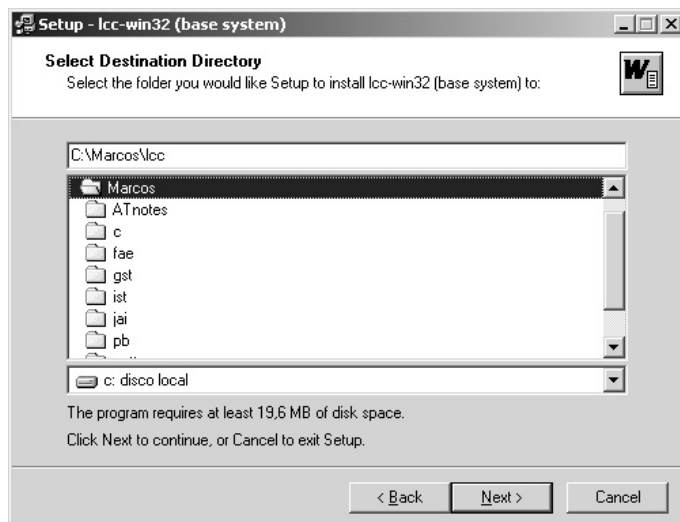 Setup - lcc-win32 (base system)
Select Destination Directory
Select the folder you would like Setup to install lcc-win32 (base system) to:
W
C:\Marcos\lcc
Marcos
ATnotes
c
fae
gst
ist
jai
pb
c: disco local
The program requires at least 19,6 MB of disk space.
Click Next to continue, or Cancel to exit Setup.
< Back
Next >
Cancel